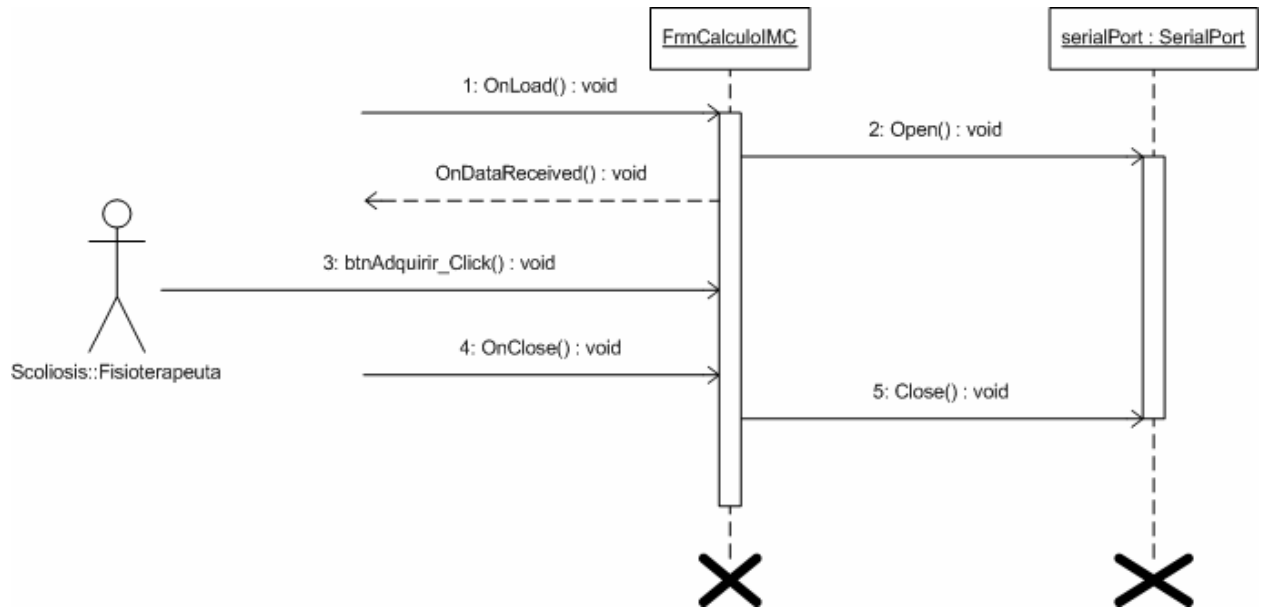 FrmCalculoIMC
serialPort : SerialPort
1: OnLoad() : void
2: Open() : void
OnDataReceived() : void
3: btnAdquirir_Click() : void
4: OnClose() : void
Scoliosis::Fisioterapeuta
5: Close() : void